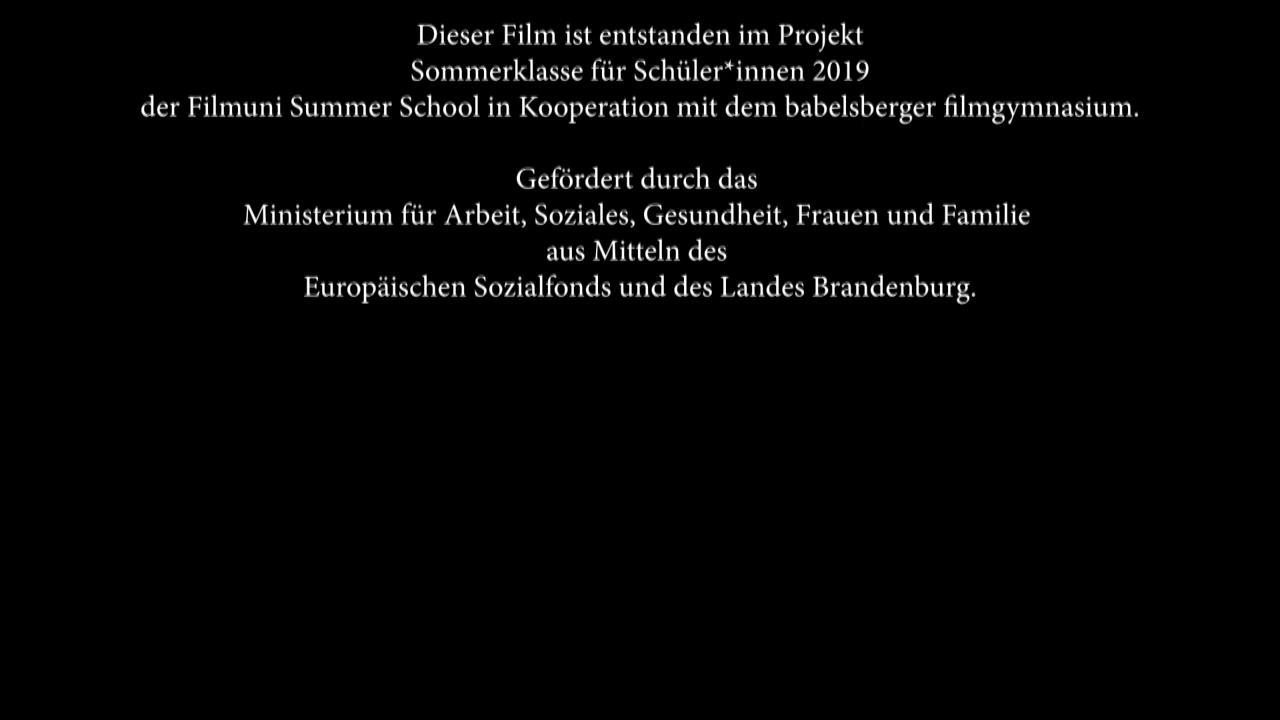 Dieser Film ist entstanden im Projekt
Sommerklasse für Schüler*innen 2019
der Filmuni Summer School in Kooperation mit dem babelsberger filmgymnasium.
Gefördert durch das
Ministerium für Arbeit, Soziales, Gesundheit, Frauen und Familie
aus Mitteln des
Europäischen Sozialfonds und des Landes Brandenburg.